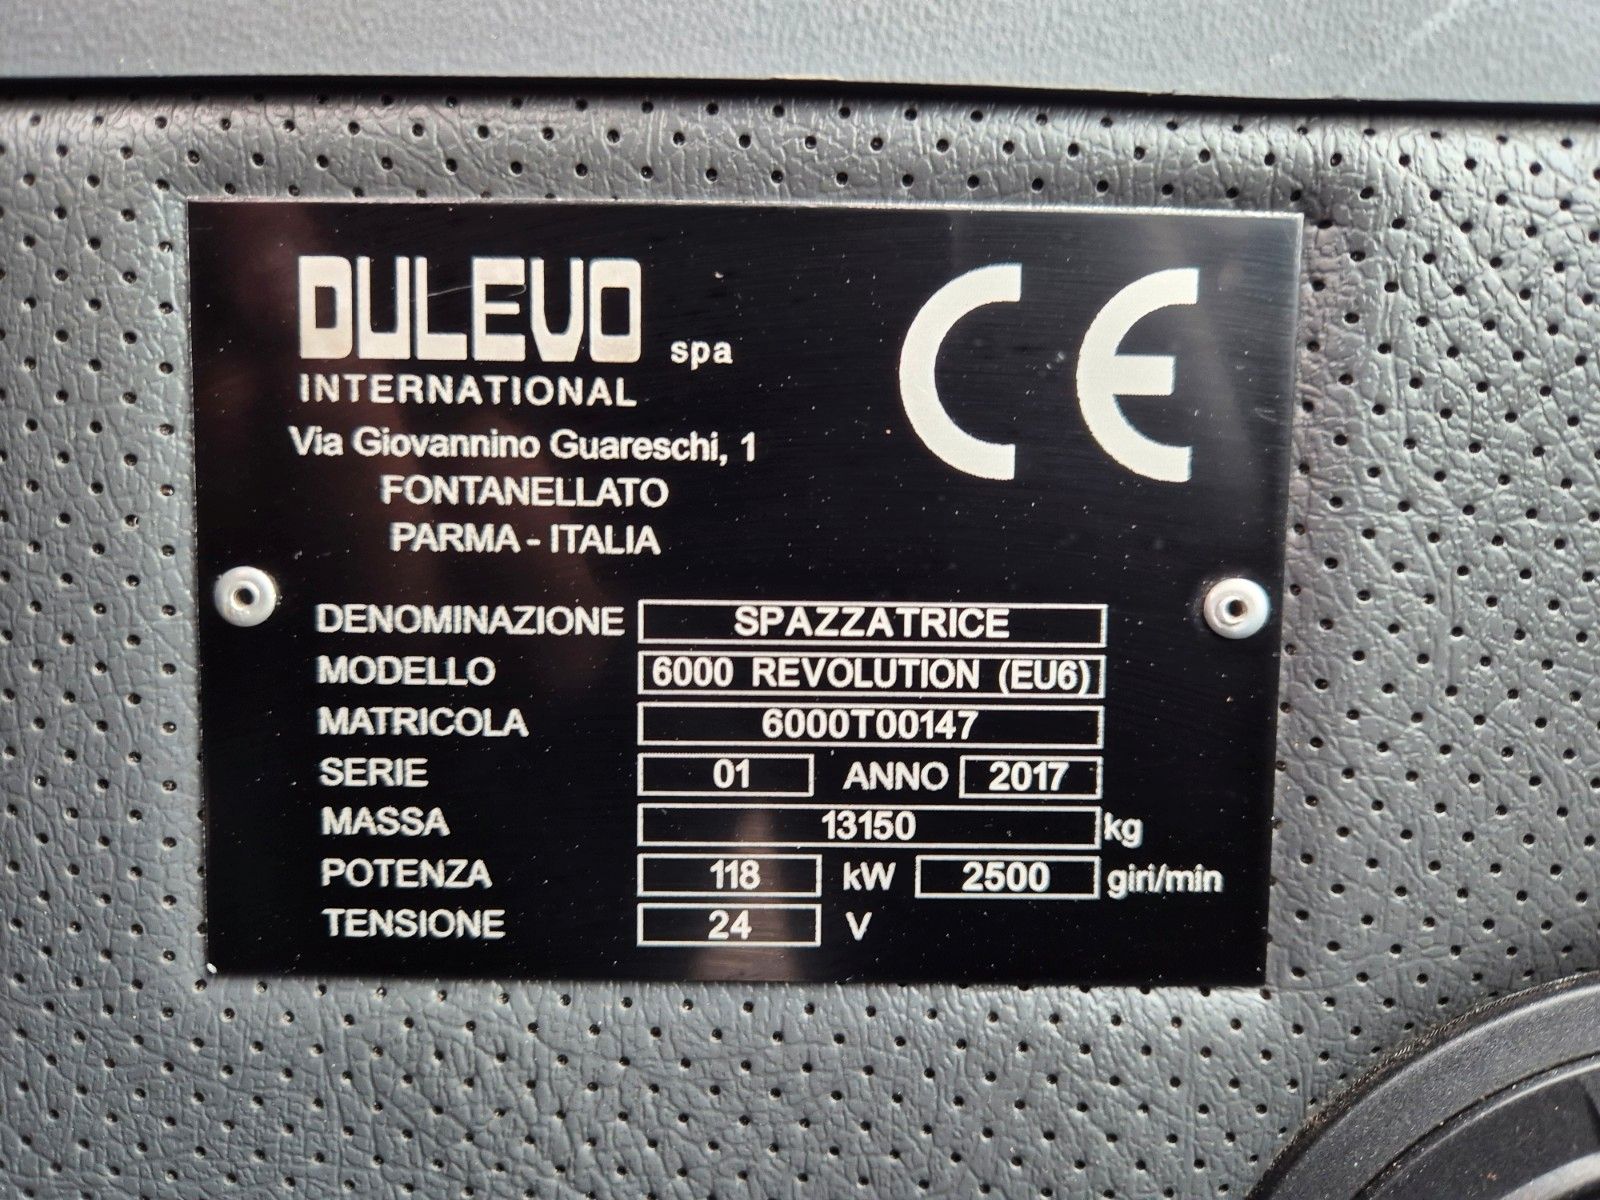 DULEVO spa
INTERNATIONAL
Via Giovannino Guareschi, 1
FONTANELLATO
PARMA - ITALIA
CE
DENOMINAZIONE SPAZZATRICE
MODELLO 6000 REVOLUTION (EU6)
MATRICOLA 6000T00147
SERIE 01 ANNO 2017
MASSA 13150 kg
POTENZA 118 kW 2500 giri/min
TENSIONE 24 V